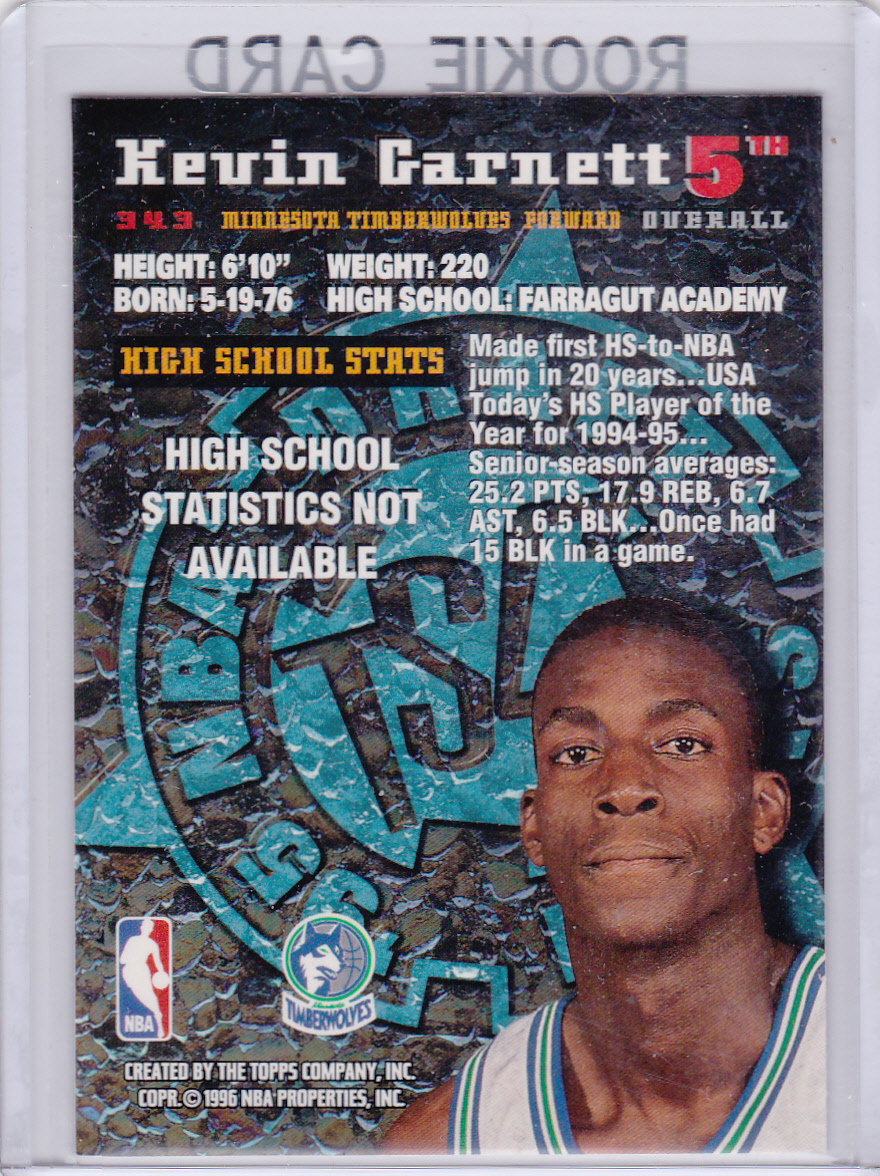 ROOKIE CARD
Kevin Garnett 5TH
343 MINNESOTA TIMBERWOLVES FORWARD OVERALL
HEIGHT: 6'10" WEIGHT: 220
BORN: 5-19-76 HIGH SCHOOL: FARRAGUT ACADEMY
HIGH SCHOOL STATS
HIGH SCHOOL
STATISTICS NOT
AVAILABLE
Made first HS-to-NBA
jump in 20 years...USA
Today's HS Player of the
Year for 1994-95...
Senior-season averages:
25.2 PTS, 17.9 REB, 6.7
AST, 6.5 BLK...Once had
15 BLK in a game.
NBA
TSC
NBA
TIMBERWOLVES
CREATED BY THE TOPPS COMPANY, INC.
COPR. © 1996 NBA PROPERTIES, INC.